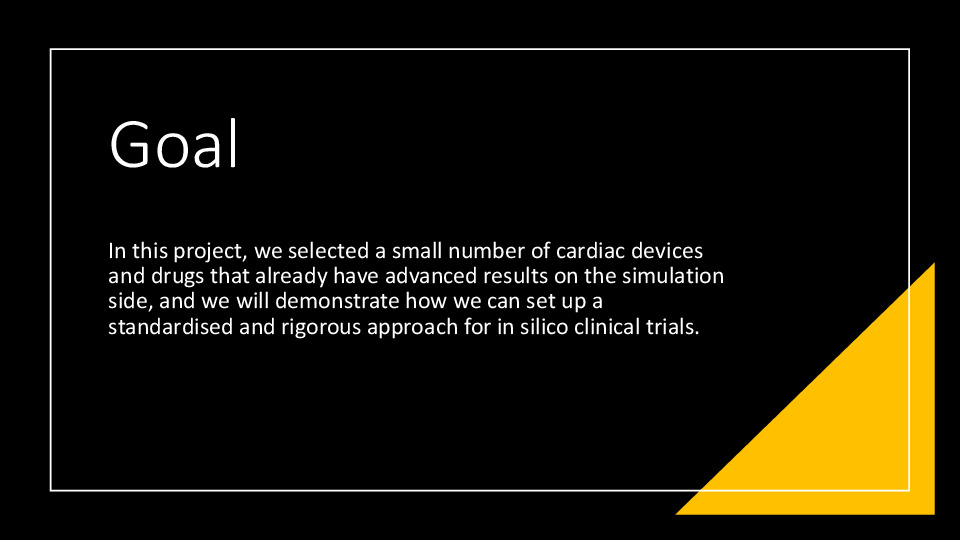 Goal
In this project, we selected a small number of cardiac devices
and drugs that already have advanced results on the simulation
side, and we will demonstrate how we can set up a
standardised and rigorous approach for in silico clinical trials.